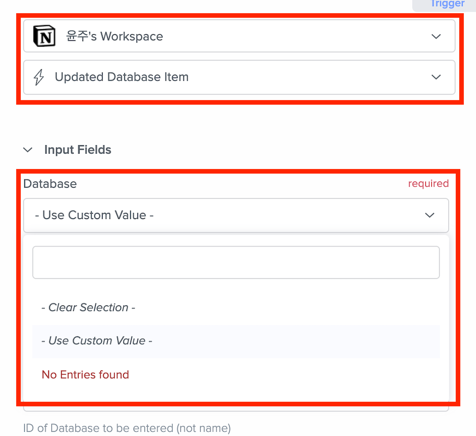 Trigger
윤주's Workspace
Updated Database Item
Input Fields
Database
required
- Use Custom Value -
- Clear Selection -
- Use Custom Value -
No Entries found
ID of Database to be entered (not name)